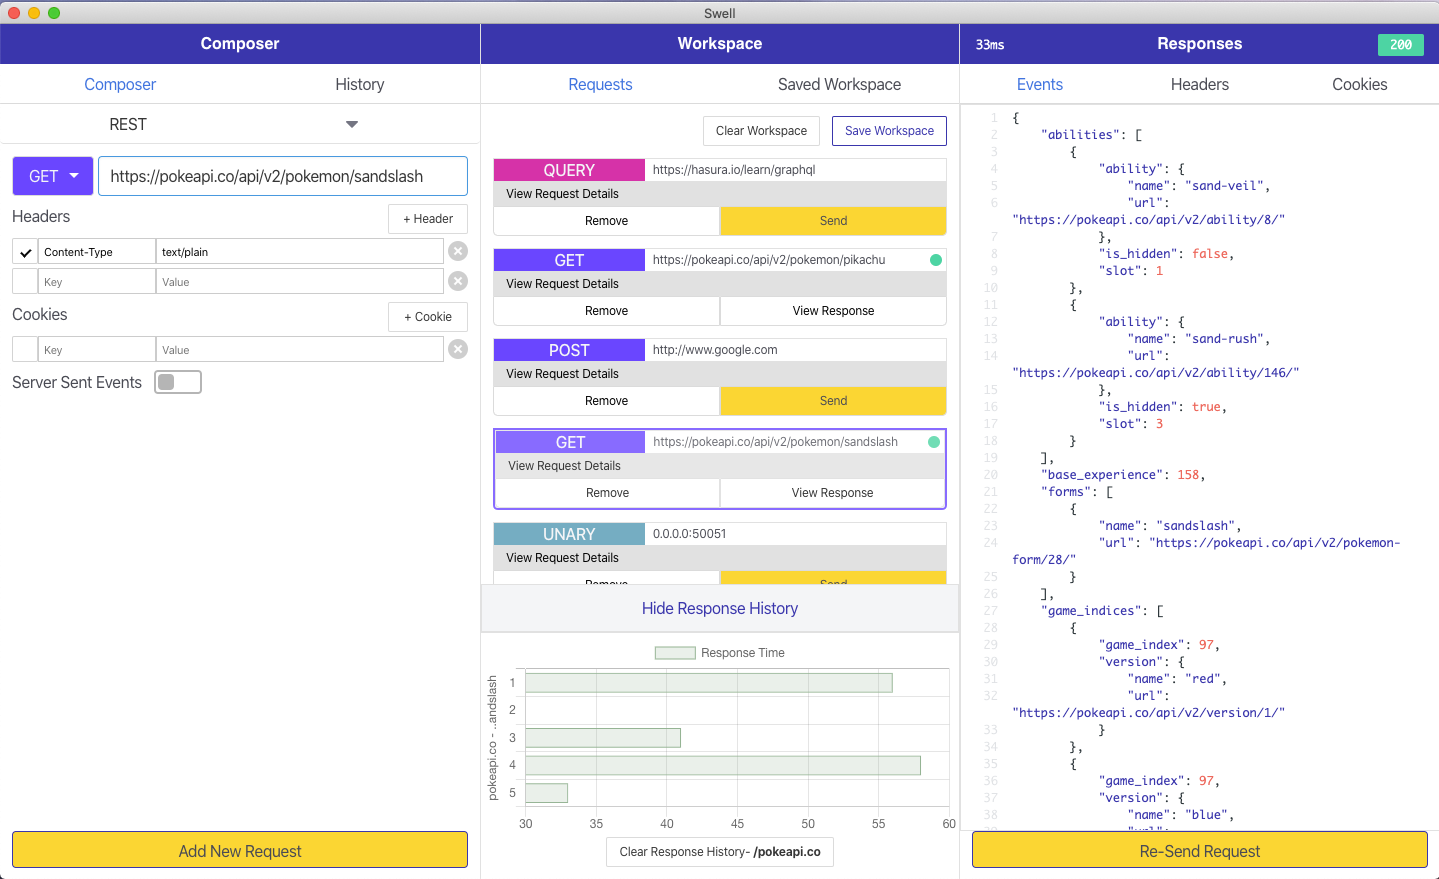 Swell
Composer
Composer History
REST
GET https://pokeapi.co/api/v2/pokemon/sandslash
Headers + Header
Content-Type text/plain
Key Value
Cookies + Cookie
Key Value
Server Sent Events
Add New Request
Workspace
Requests Saved Workspace
Clear Workspace Save Workspace
QUERY https://hasura.io/learn/graphql
View Request Details
Remove Send
GET https://pokeapi.co/api/v2/pokemon/pikachu
View Request Details
Remove View Response
POST http://www.google.com
View Request Details
Remove Send
GET https://pokeapi.co/api/v2/pokemon/sandslash
View Request Details
Remove View Response
UNARY 0.0.0.0:50051
View Request Details
Remove Send
Hide Response History
Response Time
pokeapi.co - ..andslash
1
2
3
4
5
30 35 40 45 50 55 60
Clear Response History- /pokeapi.co
33ms Responses 200
Events Headers Cookies
1 {
2 "abilities": [
3 {
4 "ability": {
5 "name": "sand-veil",
6 "url":
"https://pokeapi.co/api/v2/ability/8/"
7 },
8 "is_hidden": false,
9 "slot": 1
10 },
11 {
12 "ability": {
13 "name": "sand-rush",
14 "url":
"https://pokeapi.co/api/v2/ability/146/"
15 },
16 "is_hidden": true,
17 "slot": 3
18 }
19 ],
20 "base_experience": 158,
21 "forms": [
22 {
23 "name": "sandslash",
24 "url": "https://pokeapi.co/api/v2/pokemon-
form/28/"
25 }
26 ],
27 "game_indices": [
28 {
29 "game_index": 97,
30 "version": {
31 "name": "red",
32 "url":
"https://pokeapi.co/api/v2/version/1/"
33 }
34 },
35 {
36 "game_index": 97,
37 "version": {
38 "name": "blue",
39 "url":
Re-Send Request